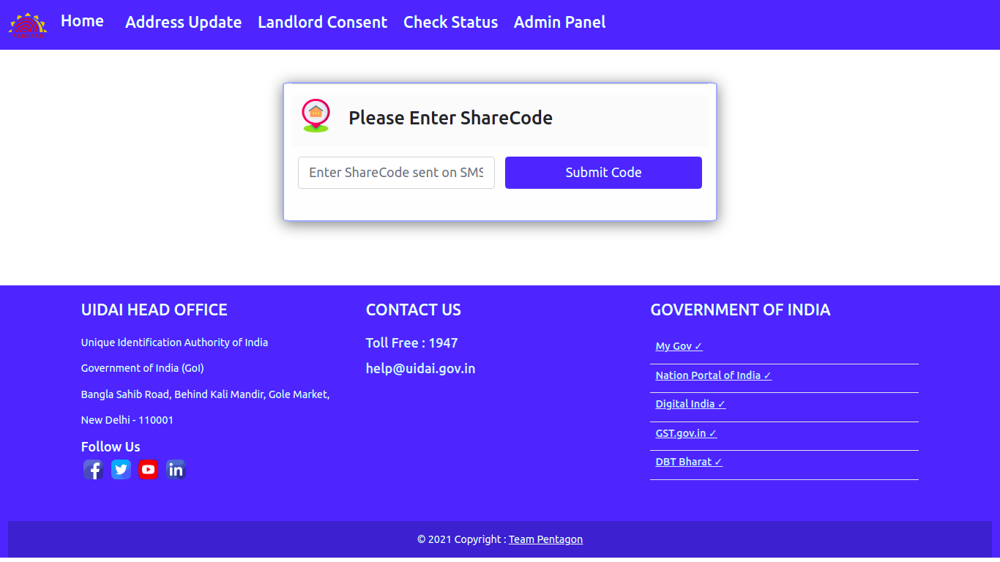 Home Address Update Landlord Consent Check Status Admin Panel
Please Enter ShareCode
Enter ShareCode sent on SMS
Submit Code
UIDAI HEAD OFFICE
Unique Identification Authority of India
Government of India (GoI)
Bangla Sahib Road, Behind Kali Mandir, Gole Market,
New Delhi - 110001
Follow Us
CONTACT US
Toll Free : 1947
help@uidai.gov.in
GOVERNMENT OF INDIA
My Gov ✓
Nation Portal of India ✓
Digital India ✓
GST.gov.in ✓
DBT Bharat ✓
© 2021 Copyright : Team Pentagon